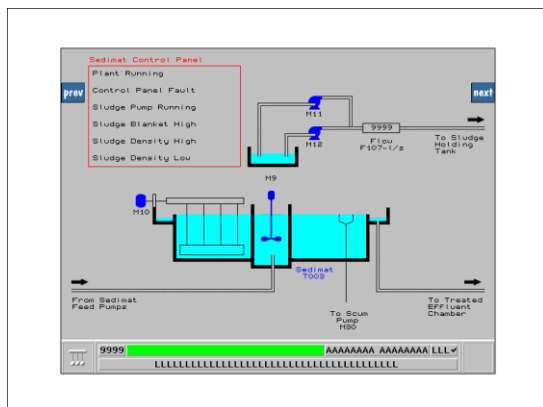 Sedimat Control Panel
Plant Running
Control Panel Fault
Sludge Pump Running
Sludge Blanket High
Sludge Density High
Sludge Density Low
prev
next
M11
M12
9999
Flow
F107-l/s
To Sludge
Holding
Tank
M9
M10
Sedimat
T003
From Sedimat
Feed Pumps
To Scum
Pump
M30
To Treated
Effluent
Chamber
9999
AAAAAAAA AAAAAAAA LLL
LLLLLLLLLLLLLLLLLLLLLLLLLLLLLLLLLLLLLLLL